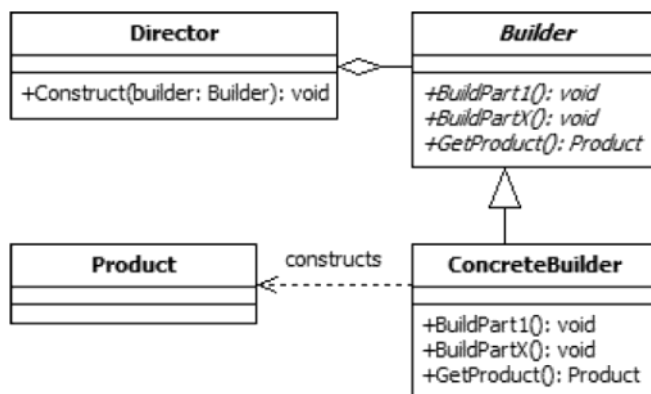 Director
+Construct(builder: Builder): void
Builder
+BuildPart1(): void
+BuildPartX(): void
+GetProduct(): Product
Product
constructs
ConcreteBuilder
+BuildPart1(): void
+BuildPartX(): void
+GetProduct(): Product